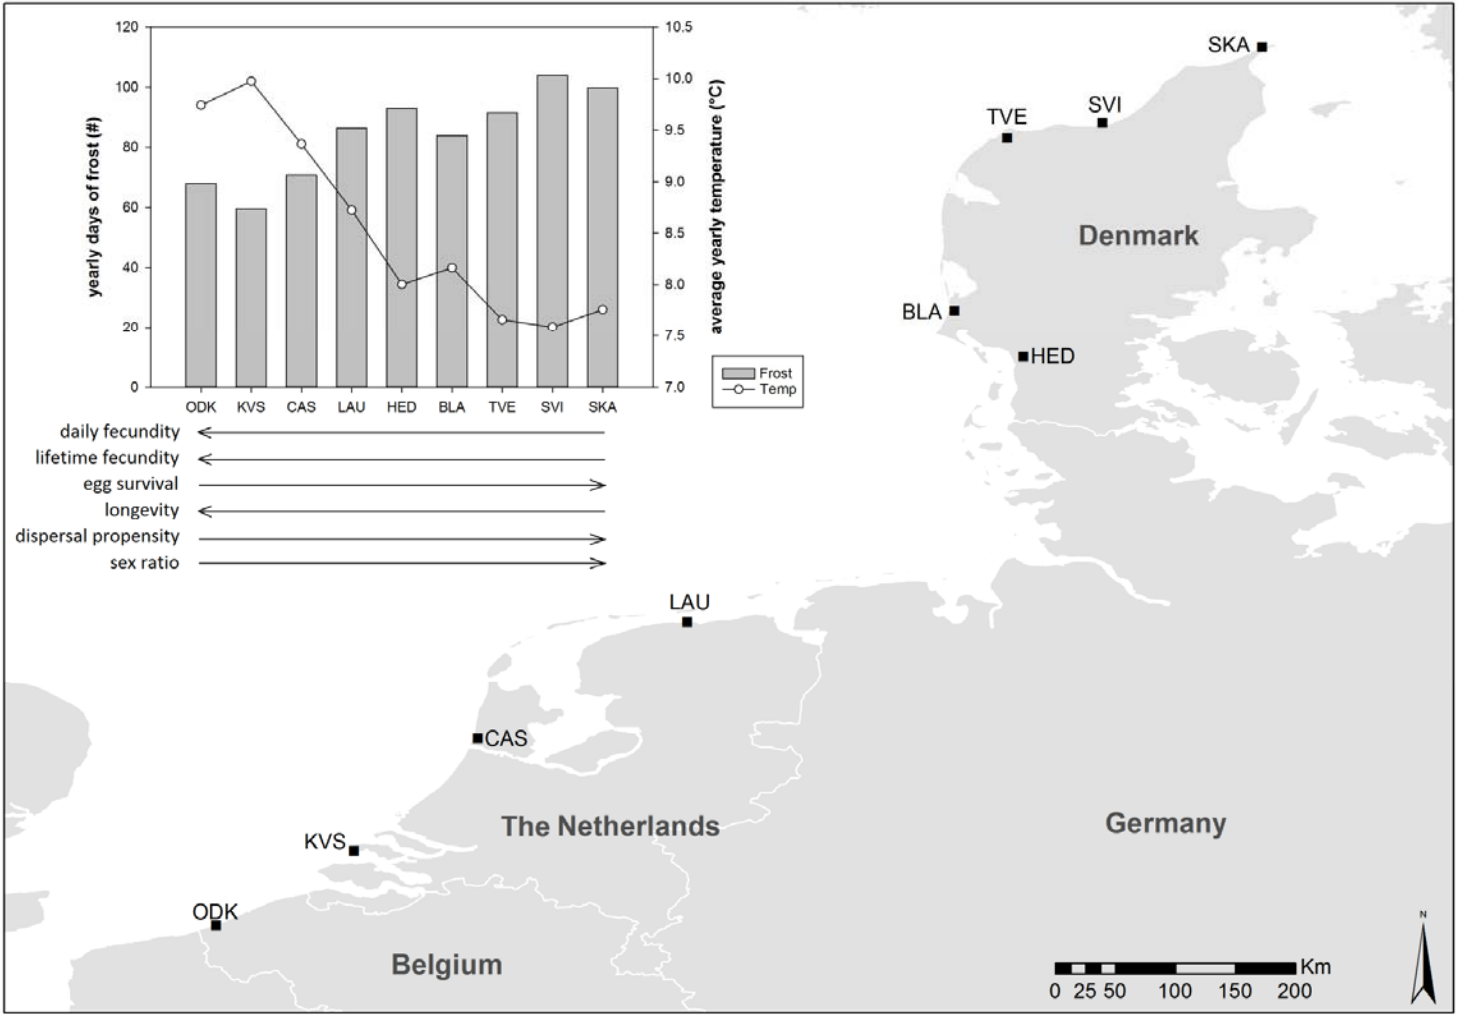 120
100
80
60
40
20
0
yearly days of frost (#)
10.5
10.0
9.5
9.0
8.5
8.0
7.5
7.0
average yearly temperature (°C)
ODK KVS CAS LAU HED BLA TVE SVI SKA
Frost
Temp
daily fecundity
lifetime fecundity
egg survival
longevity
dispersal propensity
sex ratio
SKA
SVI
TVE
Denmark
BLA
HED
LAU
CAS
The Netherlands
Germany
KVS
ODK
Belgium
N
Km
0 25 50 100 150 200